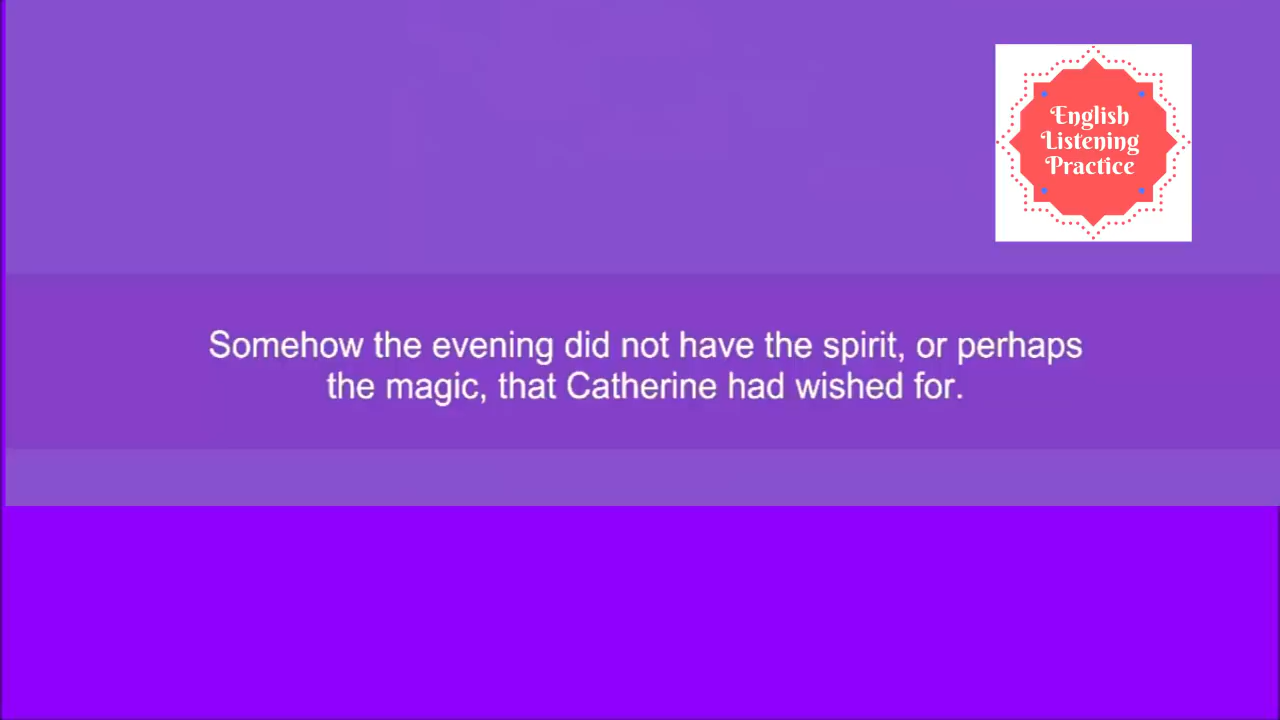 English
Listening
Practice
Somehow the evening did not have the spirit, or perhaps
the magic, that Catherine had wished for.